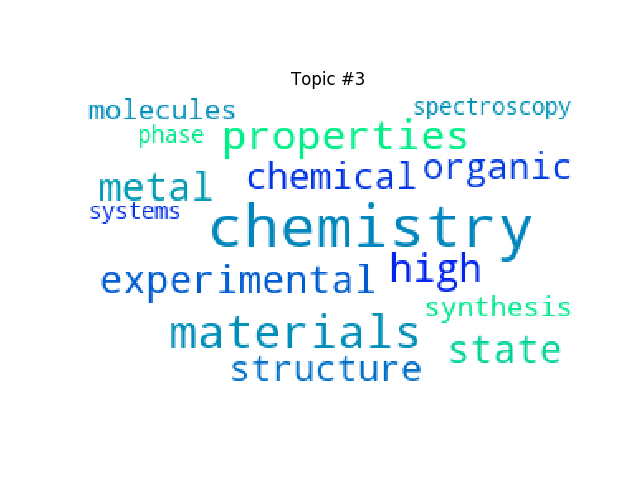 Topic #3
molecules spectroscopy
phase properties
metal chemical organic
systems chemistry
experimental high
materials synthesis
structure state